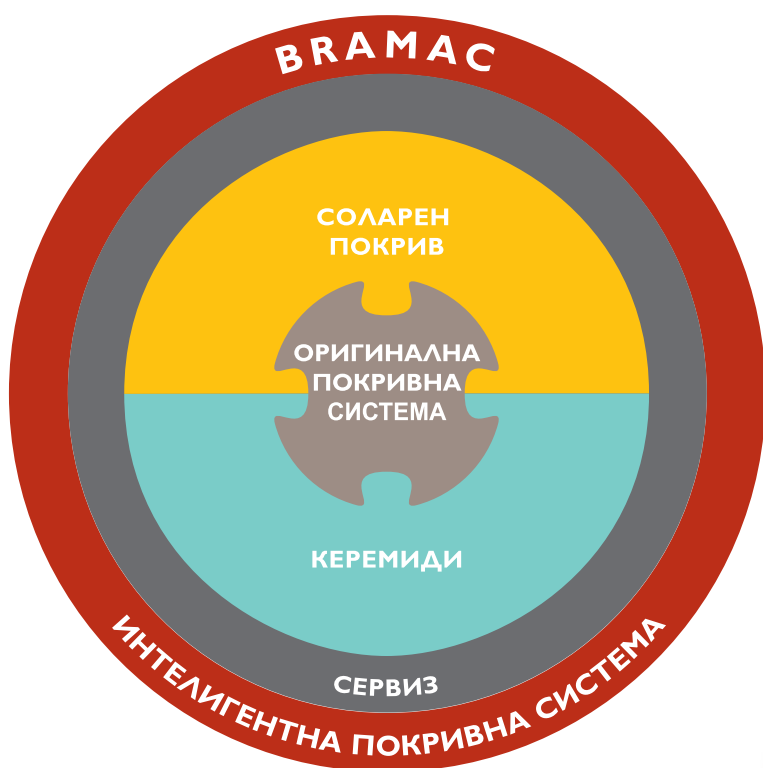 BRAMAC
СОЛАРЕН
ПОКРИВ
ОРИГИНАЛНА
ПОКРИВНА
СИСТЕМА
КЕРЕМИДИ
СЕРВИЗ
ИНТЕЛИГЕНТНА ПОКРИВНА СИСТЕМА